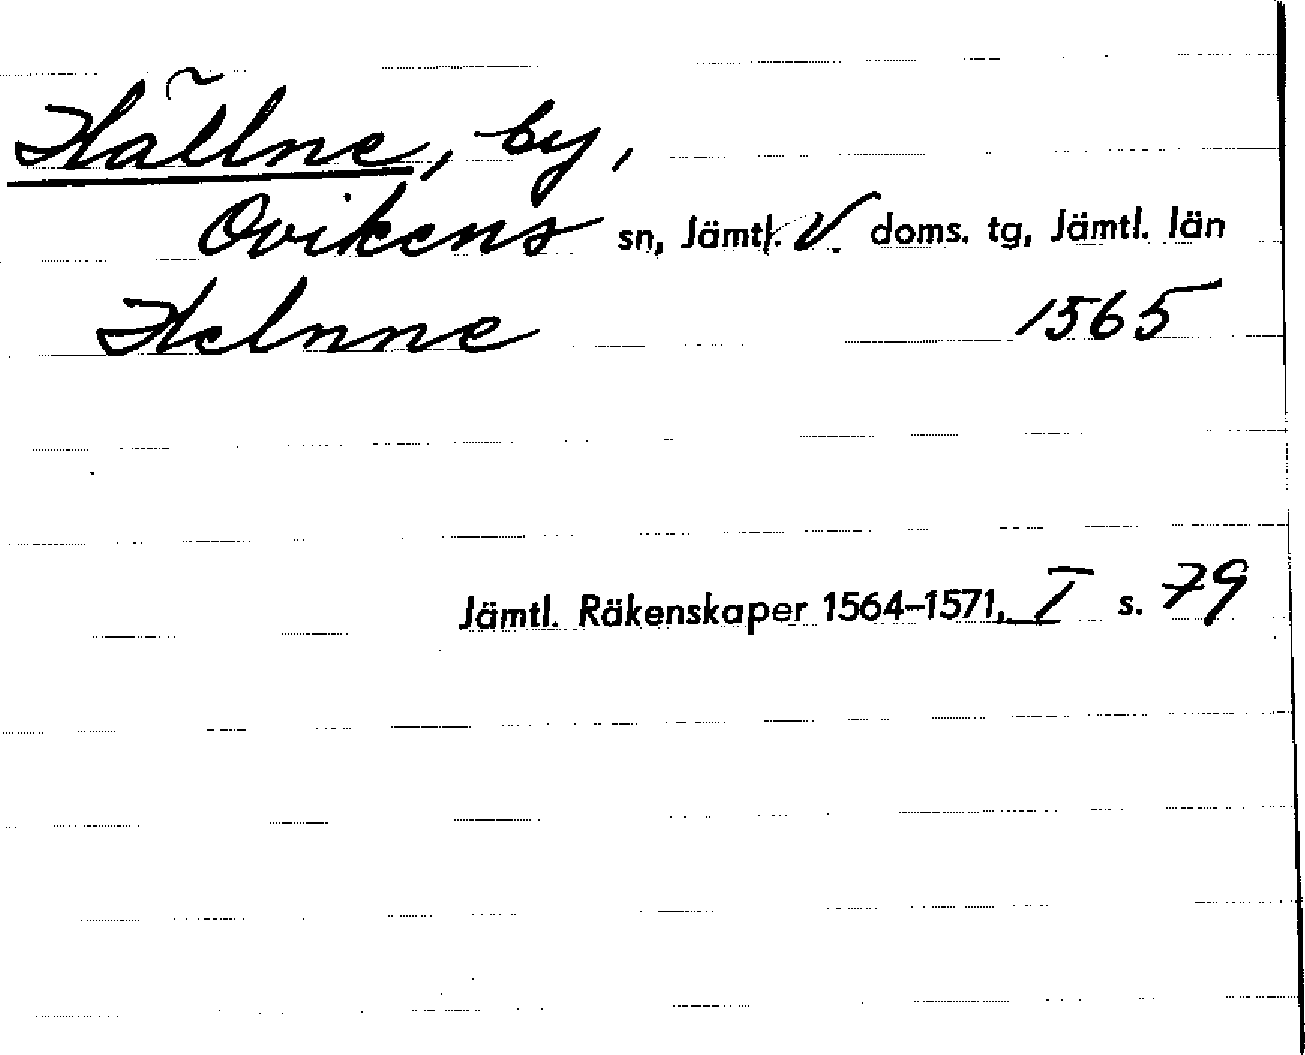 Hällne, by,
Ovikens sn, Jämtl. V. doms. tg, Jämtl. län
Helnne 1565
Jämtl. Räkenskaper 1564-1571, I s. 79